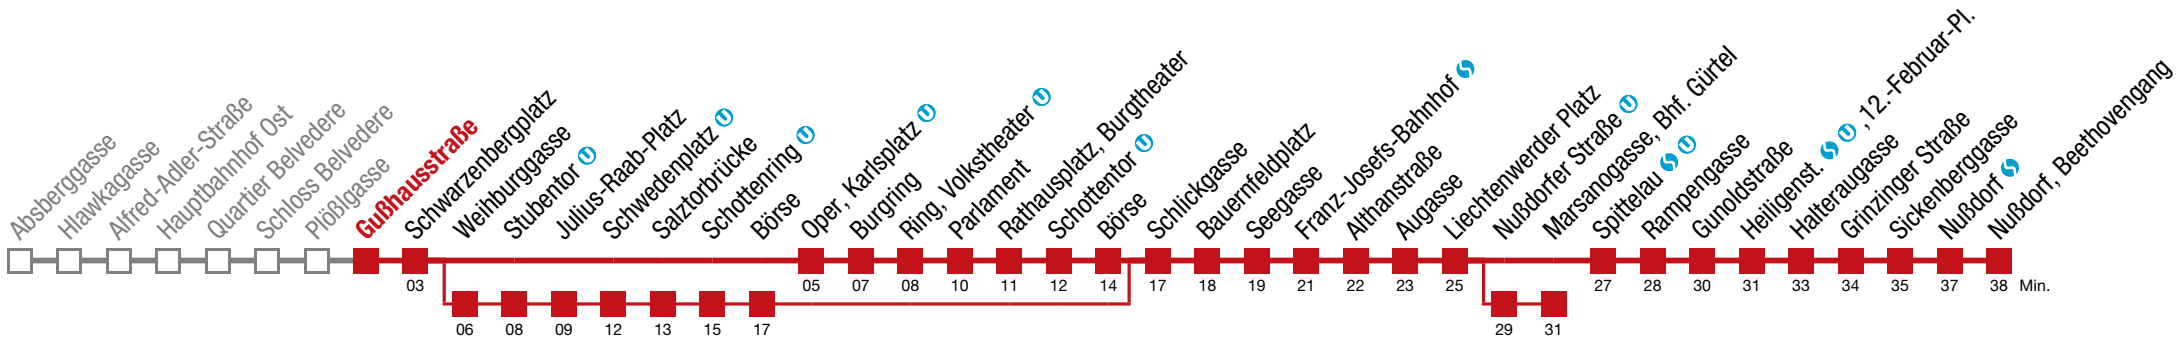 Absberggasse
Hlawkagasse
Alfred-Adler-Straße
Hauptbahnhof Ost
Quartier Belvedere
Schloss Belvedere
Plößlgasse
Gußhausstraße
Schwarzenbergplatz
Weihburggasse
Stubentor U
Julius-Raab-Platz
Schwedenplatz U
Salztorbrücke
Schottenring U
Börse
Oper, Karlsplatz U
Burgring
Ring, Volkstheater U
Parlament
Rathausplatz, Burgtheater
Schottentor U
Börse
Schlickgasse
Bauernfeldplatz
Seegasse
Franz-Josefs-Bahnhof S
Althanstraße
Augasse
Liechtenwerder Platz
Nußdorfer Straße U
Marsanogasse, Bhf. Gürtel
Spittelau S U
Rampengasse
Gunoldstraße
Heiligenst. S U , 12.-Februar-Pl.
Halteraugasse
Grinzinger Straße
Sickenberggasse
Nußdorf S
Nußdorf, Beethovengang
03 05 07 08 10 11 12 14 17 18 19 21 22 23 25 27 28 30 31 33 34 35 37 38 Min.
06 08 09 12 13 15 17 29 31